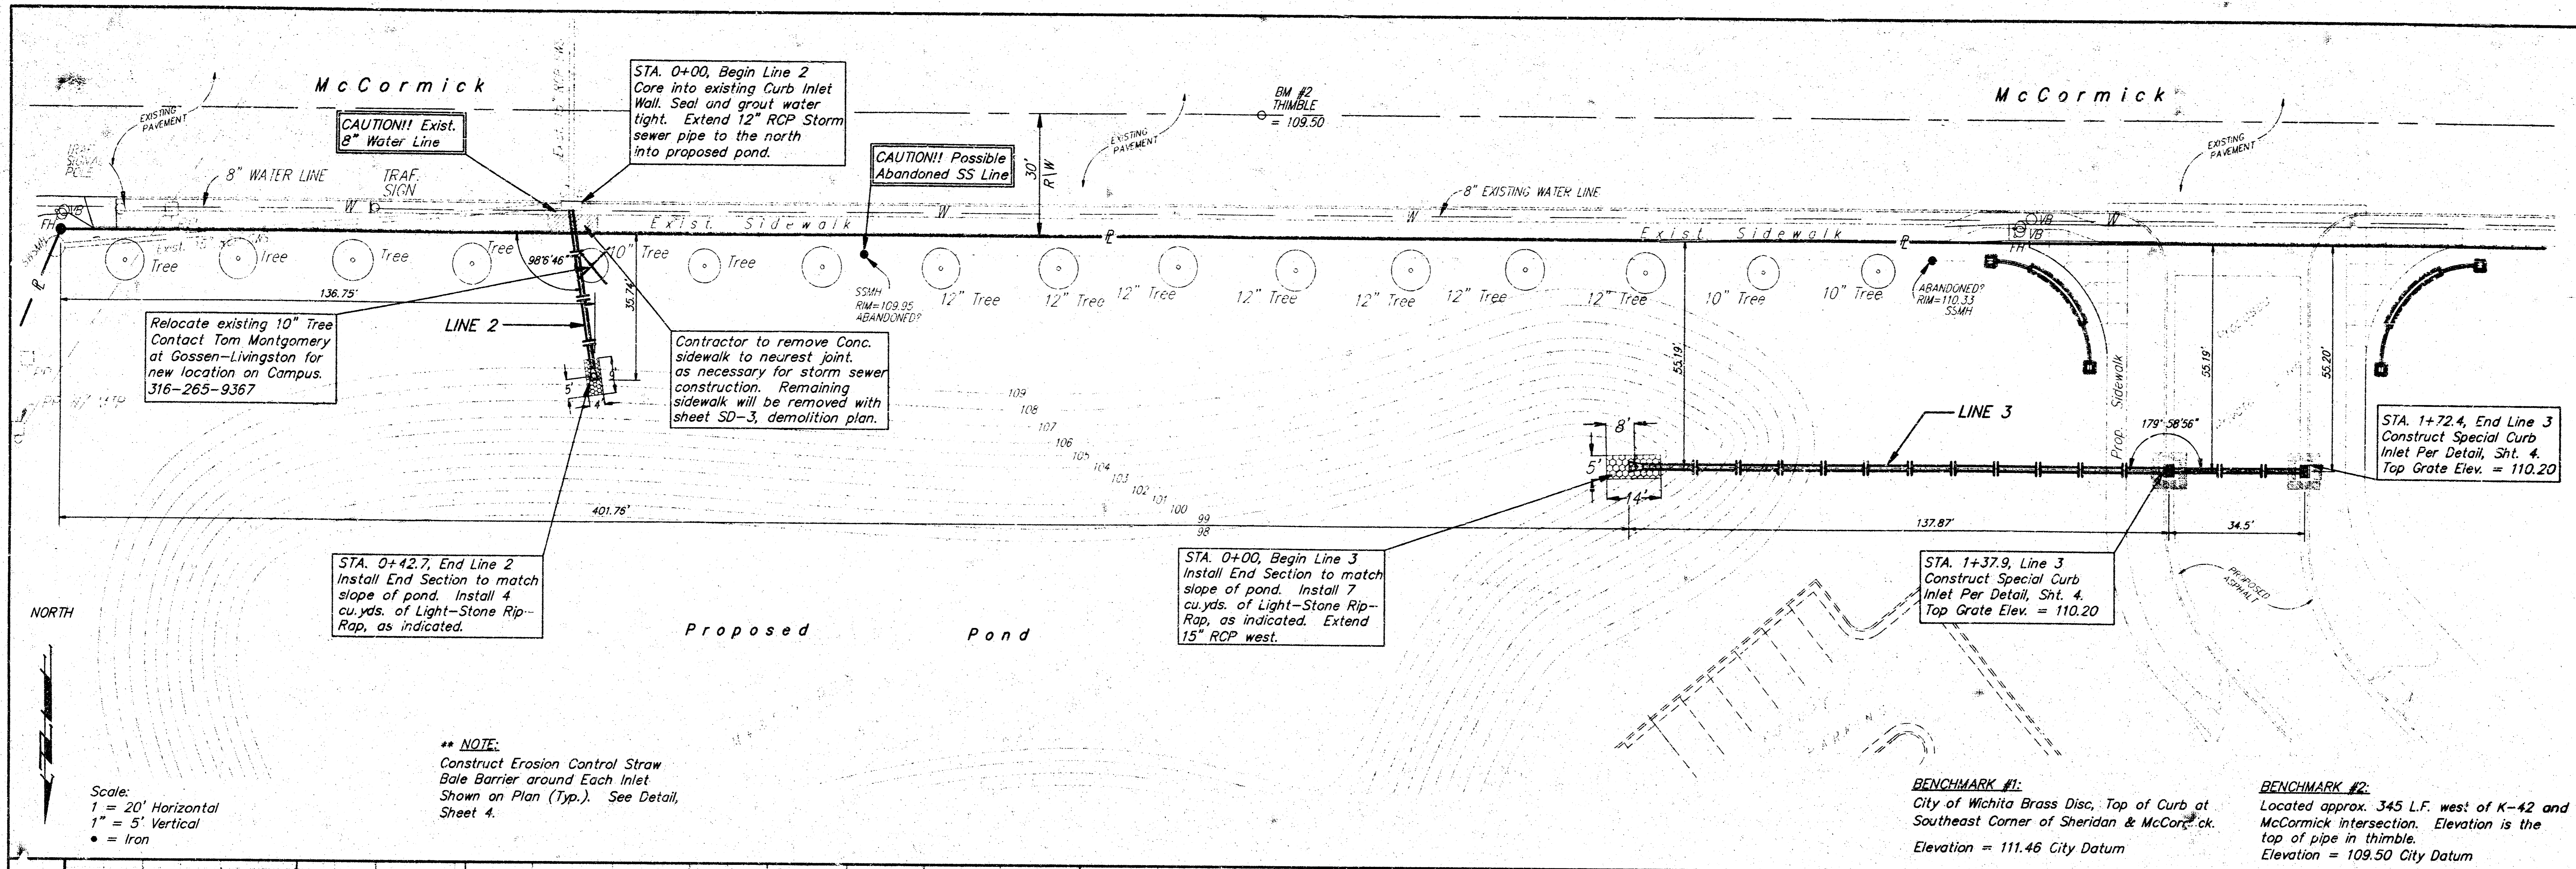 McCormick
McCormick
EXISTING
PAVEMENT
CAUTION!! Exist.
8" Water Line
STA. 0+00, Begin Line 2
Core into existing Curb Inlet
Wall. Seal and grout water
tight. Extend 12" RCP Storm
sewer pipe to the north
into proposed pond.
CAUTION!! Possible
Abandoned SS Line
BM #2
THIMBLE
= 109.50
30'
R\W
EXISTING
PAVEMENT
EXISTING
PAVEMENT
8" WATER LINE
TRAF.
SIGN
W
W
W
W
8" EXISTING WATER LINE
VB
VB
VB
FH
FH
SWSMH
Exist. Sidewalk
Exist. Sidewalk
Tree
Tree
Tree
Tree
10" Tree
Tree
12" Tree
12" Tree
12" Tree
12" Tree
12" Tree
12" Tree
12" Tree
10" Tree
10" Tree
98°6'46"
136.75'
35.74'
SSMH
RIM=109.95
ABANDONED?
ABANDONED?
RIM=110.33
SSMH
Relocate existing 10" Tree
Contact Tom Montgomery
at Gossen-Livingston for
new location on Campus.
316-265-9367
LINE 2
5'
4'
Contractor to remove Conc.
sidewalk to nearest joint.
as necessary for storm sewer
construction. Remaining
sidewalk will be removed with
sheet SD-3, demolition plan.
109
108
107
106
105
104
103
102
101
100
99
98
55.19'
55.19'
55.20'
Prop. Sidewalk
LINE 3
8'
5'
14'
179°58'56"
STA. 1+72.4, End Line 3
Construct Special Curb
Inlet Per Detail, Sht. 4.
Top Grate Elev. = 110.20
401.76'
137.87'
34.5'
STA. 0+42.7, End Line 2
Install End Section to match
slope of pond. Install 4
cu.yds. of Light-Stone Rip-
Rap, as indicated.
STA. 0+00, Begin Line 3
Install End Section to match
slope of pond. Install 7
cu.yds. of Light-Stone Rip-
Rap, as indicated. Extend
15" RCP west.
STA. 1+37.9, Line 3
Construct Special Curb
Inlet Per Detail, Sht. 4.
Top Grate Elev. = 110.20
PROPOSED
ASPHALT
Proposed Pond
NORTH
Scale:
1 = 20' Horizontal
1" = 5' Vertical
● = Iron
** NOTE:
Construct Erosion Control Straw
Bale Barrier around Each Inlet
Shown on Plan (Typ.). See Detail,
Sheet 4.
BENCHMARK #1:
City of Wichita Brass Disc, Top of Curb at
Southeast Corner of Sheridan & McCormick.
Elevation = 111.46 City Datum
BENCHMARK #2:
Located approx. 345 L.F. west of K-42 and
McCormick intersection. Elevation is the
top of pipe in thimble.
Elevation = 109.50 City Datum